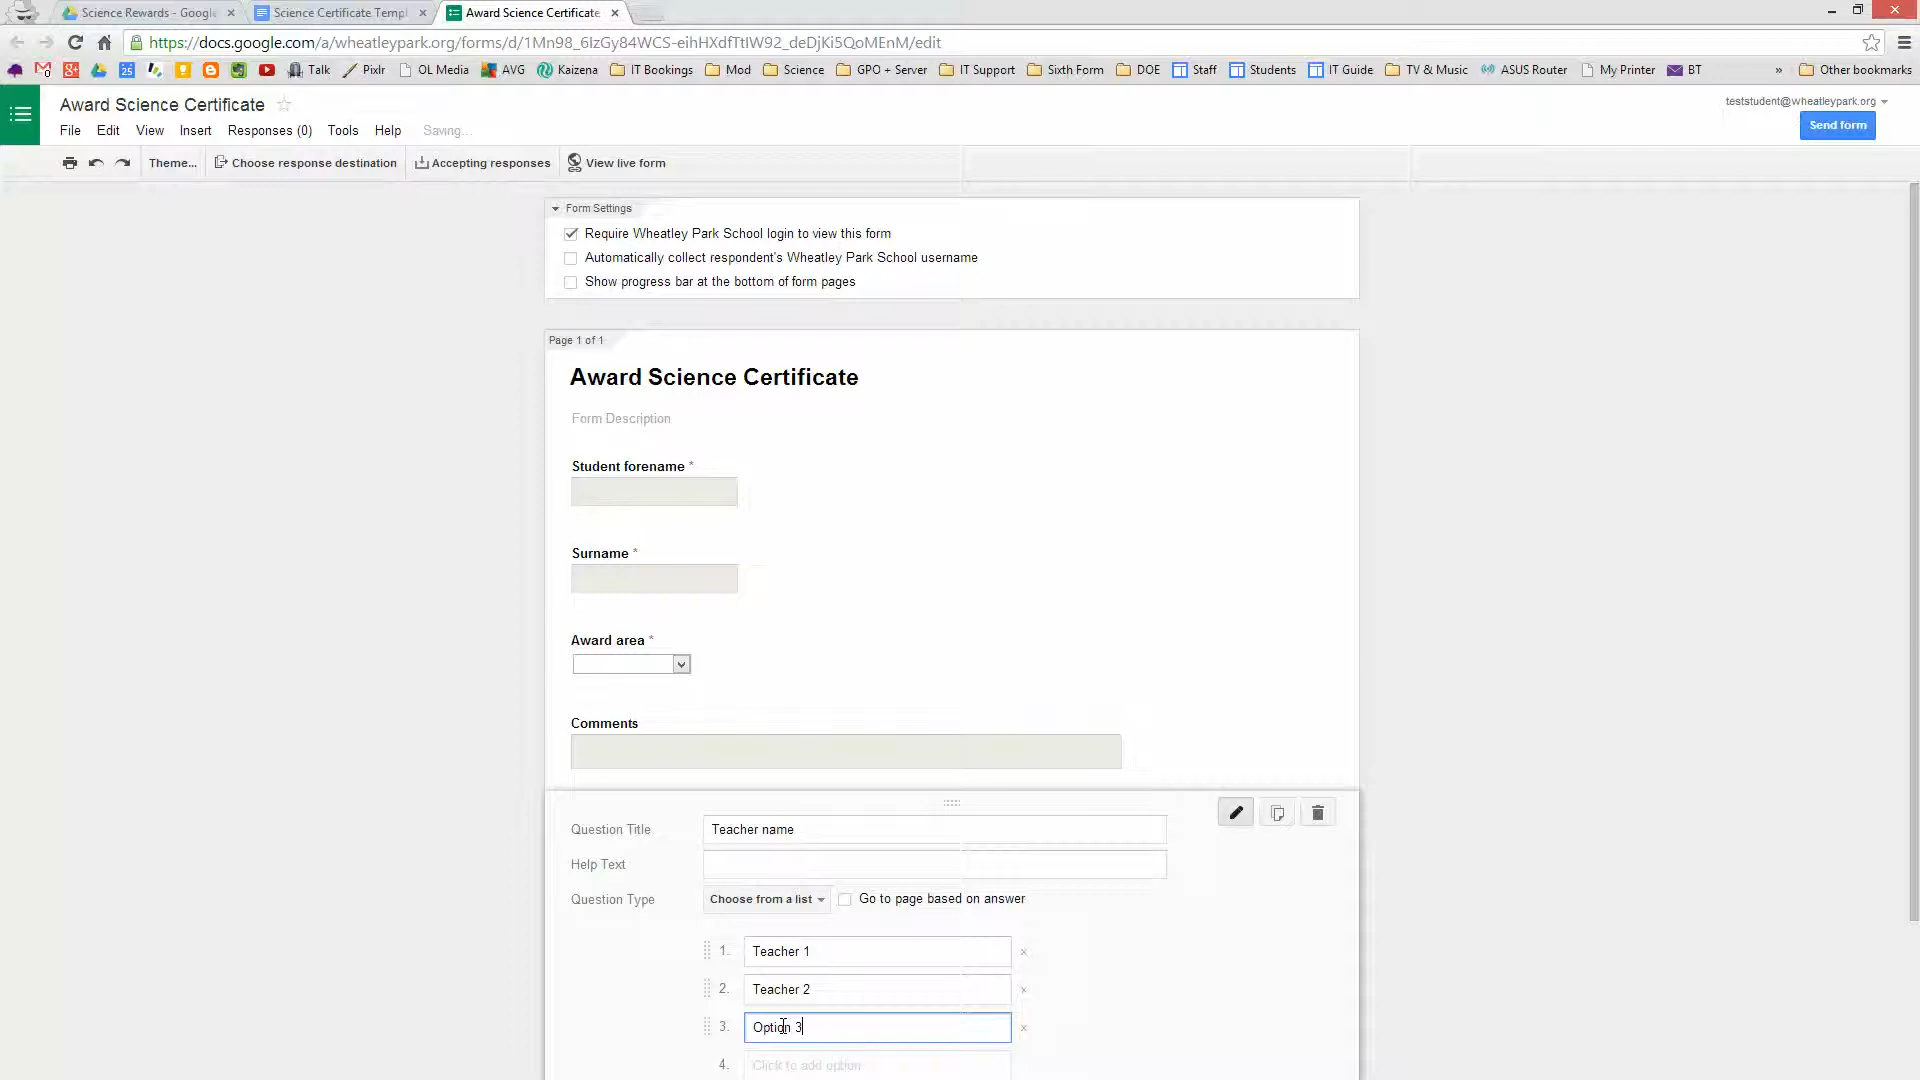 Science Rewards - Google
Science Certificate Templ
Award Science Certificate
https://docs.google.com/a/wheatleypark.org/forms/d/1Mn98_6IzGy84WCS-eihHXdfTtIW92_deDjKi5QoMEnM/edit
Talk Pixlr OL Media AVG Kaizena IT Bookings Mod Science GPO + Server IT Support Sixth Form DOE Staff Students IT Guide TV & Music ASUS Router My Printer BT » Other bookmarks
Award Science Certificate
teststudent@wheatleypark.org
File Edit View Insert Responses (0) Tools Help Saving...
Send form
Theme... Choose response destination Accepting responses View live form
Form Settings
Require Wheatley Park School login to view this form
Automatically collect respondent's Wheatley Park School username
Show progress bar at the bottom of form pages
Page 1 of 1
Award Science Certificate
Form Description
Student forename *
Surname *
Award area *
Comments
Question Title Teacher name
Help Text
Question Type Choose from a list Go to page based on answer
1. Teacher 1
2. Teacher 2
3. Option 3
4. Click to add option